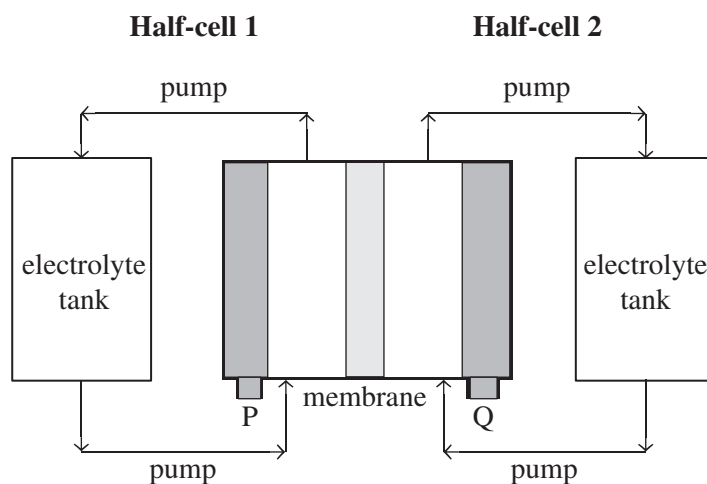 Half-cell 1
Half-cell 2
pump
pump
electrolyte
tank
electrolyte
tank
membrane
P
Q
pump
pump